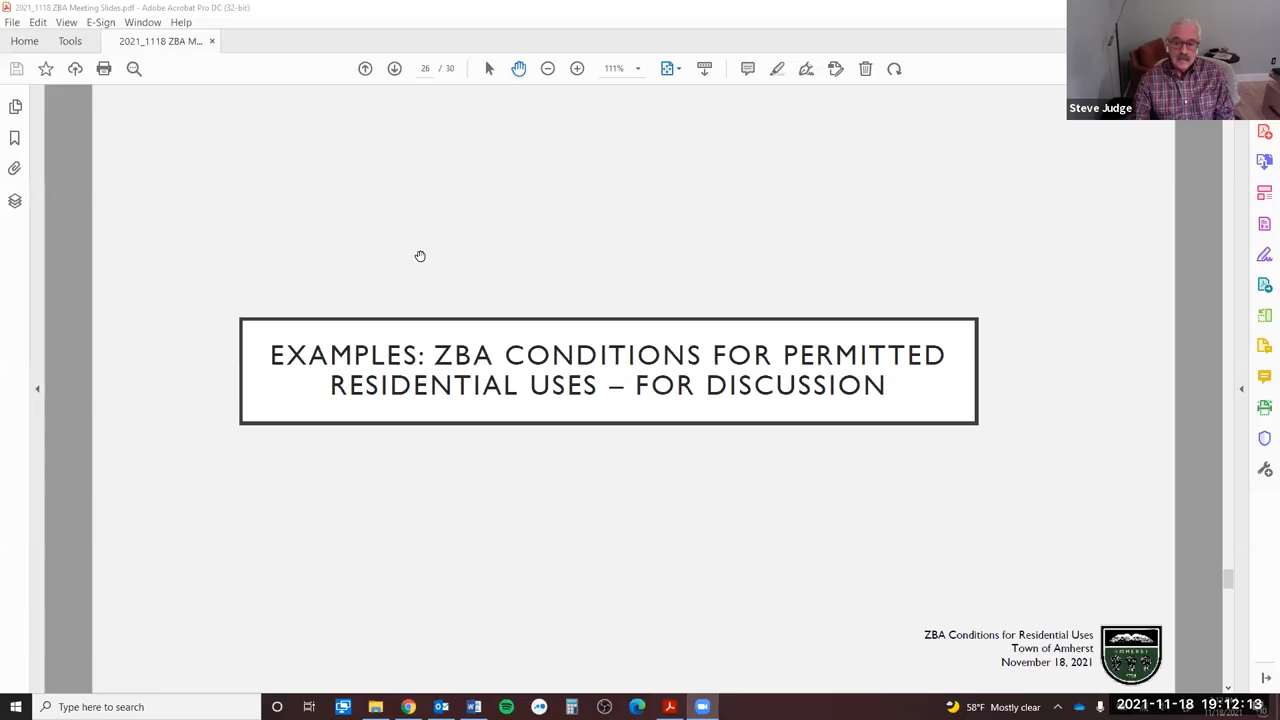 2021_1118 ZBA Meeting Slides.pdf - Adobe Acrobat Pro DC (32-bit)
File Edit View E-Sign Window Help
Home Tools 2021_1118 ZBA M... ×
26 / 30 111%
Steve Judge
EXAMPLES: ZBA CONDITIONS FOR PERMITTED
RESIDENTIAL USES – FOR DISCUSSION
ZBA Conditions for Residential Uses
Town of Amherst
November 18, 2021
AMHERST
Type here to search
58°F Mostly clear
2021-11-18 19:12:13
11/18/2021